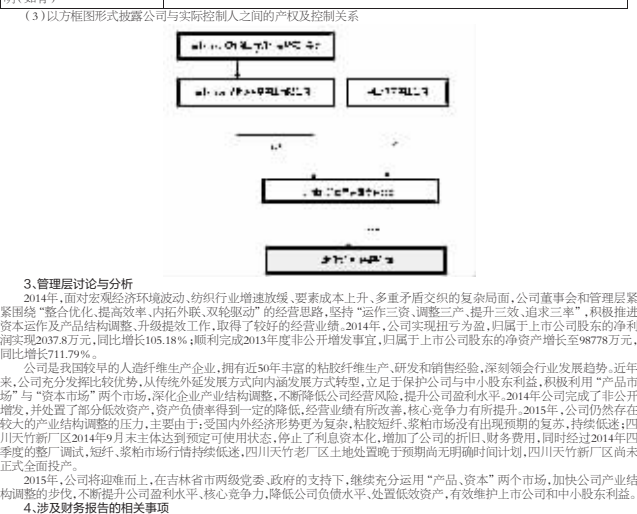 (3)以方框图形式披露公司与实际控制人之间的产权及控制关系
3、管理层讨论与分析
2014年,面对宏观经济环境波动、纺织行业增速放缓、要素成本上升、多重矛盾交织的复杂局面,公司董事会和管理层紧
紧围绕“整合优化、提高效率、内拓外联、双轮驱动”的经营思路,坚持“运作三资、调整三产、提升三效、追求三率”,积极推进
资本运作及产品结构调整、升级提效工作,取得了较好的经营业绩。2014年,公司实现扭亏为盈,归属于上市公司股东的净利
润实现2037.8万元,同比增长105.18%;顺利完成2013年度非公开增发事宜,归属于上市公司股东的净资产增长至98778万元,
同比增长711.79%。
公司是我国较早的人造纤维生产企业,拥有近50年丰富的粘胶纤维生产、研发和销售经验,深刻领会行业发展趋势。近年
来,公司充分发挥比较优势,从传统外延发展方式向内涵发展方式转型,立足于保护公司与中小股东利益,积极利用“产品市
场”与“资本市场”两个市场,深化企业产业结构调整,不断降低公司经营风险,提升公司盈利水平。2014年公司完成了非公开
增发,并处置了部分低效资产,资产负债率得到一定的降低,经营业绩有所改善,核心竞争力有所提升。2015年,公司仍然存在
较大的产业结构调整的压力,主要由于;受国内外经济形势更为复杂,粘胶短纤、浆粕市场没有出现预期的复苏,持续低迷;四
川天竹新厂区2014年9月末主体达到预定可使用状态,停止了利息资本化,增加了公司的折旧、财务费用,同时经过2014年四
季度的整厂调试,短纤、浆粕市场行情持续低迷,四川天竹老厂区土地处置晚于预期尚无明确时间计划,四川天竹新厂区尚未
正式全面投产。
2015年,公司将迎难而上,在吉林省市两级党委、政府的支持下,继续充分运用“产品、资本”两个市场,加快公司产业结
构调整的步伐,不断提升公司盈利水平、核心竞争力,降低公司负债水平、处置低效资产,有效维护上市公司和中小股东利益。
4、涉及财务报告的相关事项